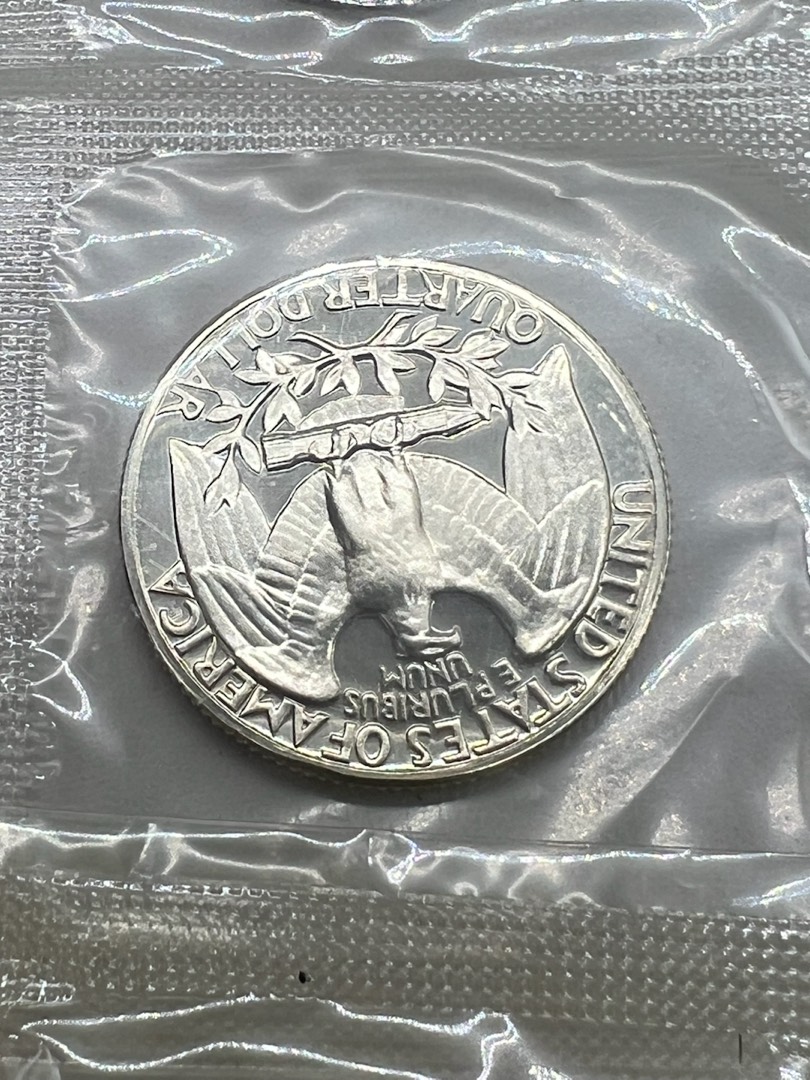 UNITED STATES OF AMERICA
E PLURIBUS
UNUM
QUARTER DOLLAR